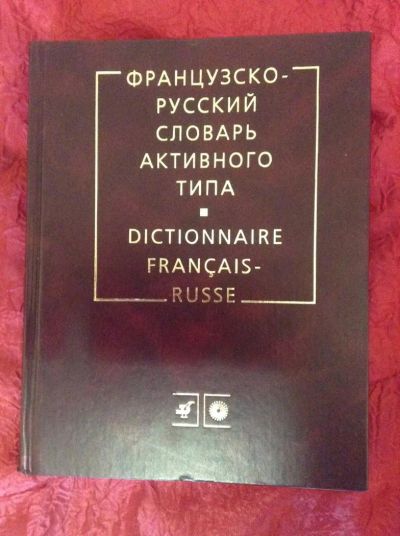 ФРАНЦУЗСКО-
РУССКИЙ
СЛОВАРЬ
АКТИВНОГО
ТИПА
DICTIONNAIRE
FRANÇAIS-
RUSSE